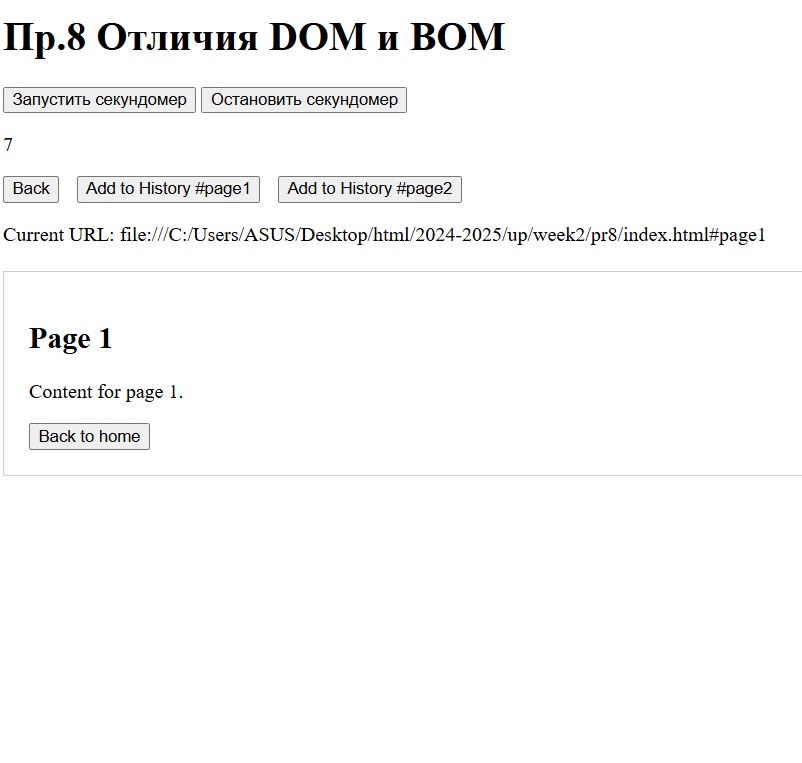 Пр.8 Отличия DOM и BOM
Запустить секундомер Остановить секундомер
7
Back Add to History #page1 Add to History #page2
Current URL: file:///C:/Users/ASUS/Desktop/html/2024-2025/up/week2/pr8/index.html#page1
Page 1
Content for page 1.
Back to home